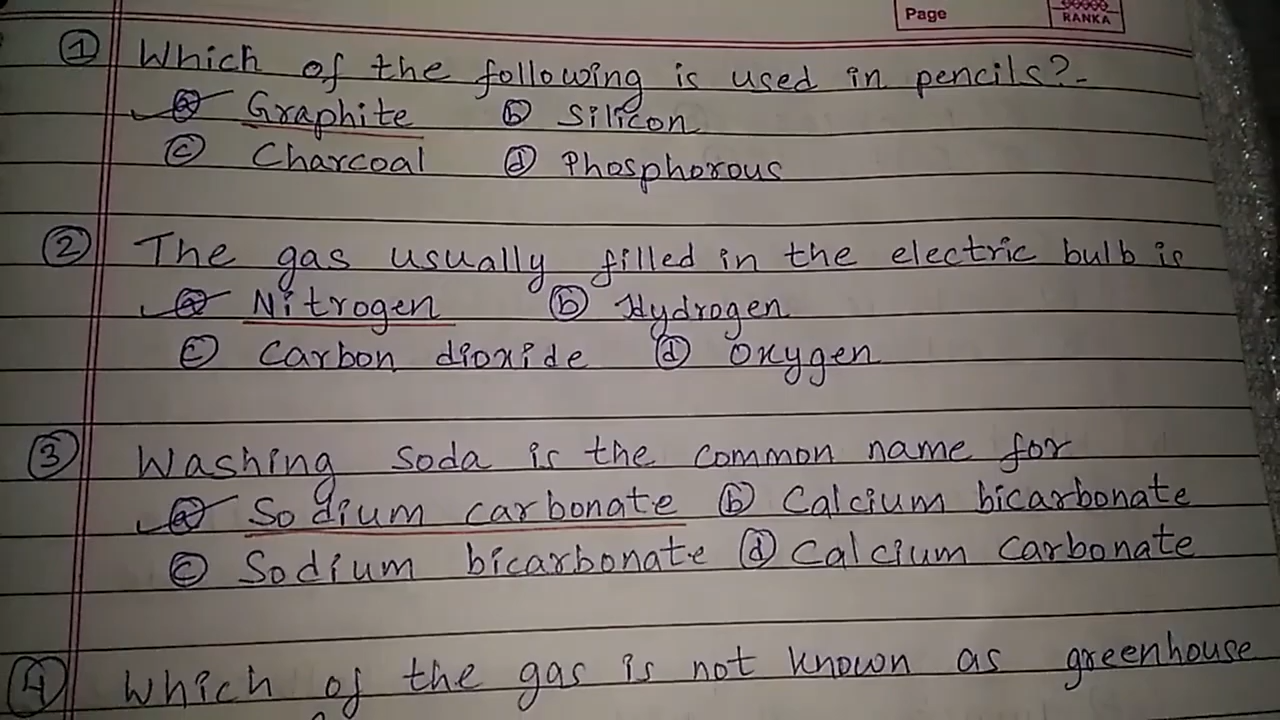 Page
RANKA
① Which of the following is used in pencils?-
ⓐ Graphite ⓑ Silicon
ⓒ Charcoal ⓓ Phosphorous
② The gas usually filled in the electric bulb is
ⓐ Nitrogen ⓑ Hydrogen
ⓒ Carbon dioxide ⓓ Oxygen
③ Washing soda is the common name for
ⓐ Sodium carbonate ⓑ Calcium bicarbonate
ⓒ Sodium bicarbonate ⓓ Calcium carbonate
④ Which of the gas is not known as greenhouse